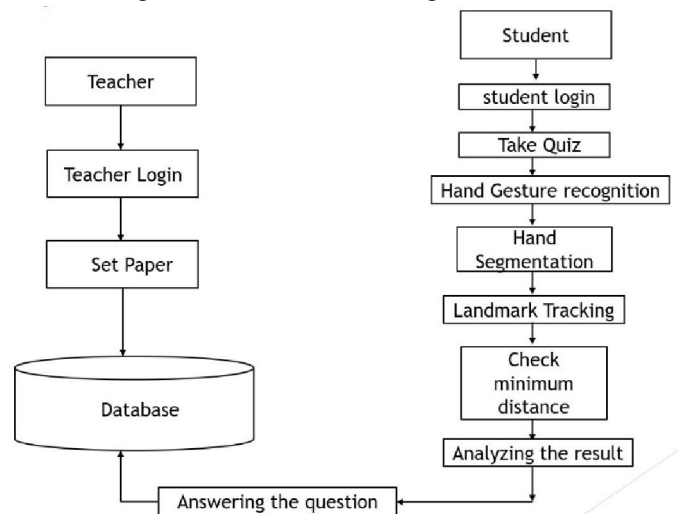 Teacher
Teacher Login
Set Paper
Database
Student
student login
Take Quiz
Hand Gesture recognition
Hand
Segmentation
Landmark Tracking
Check
minimum
distance
Analyzing the result
Answering the question